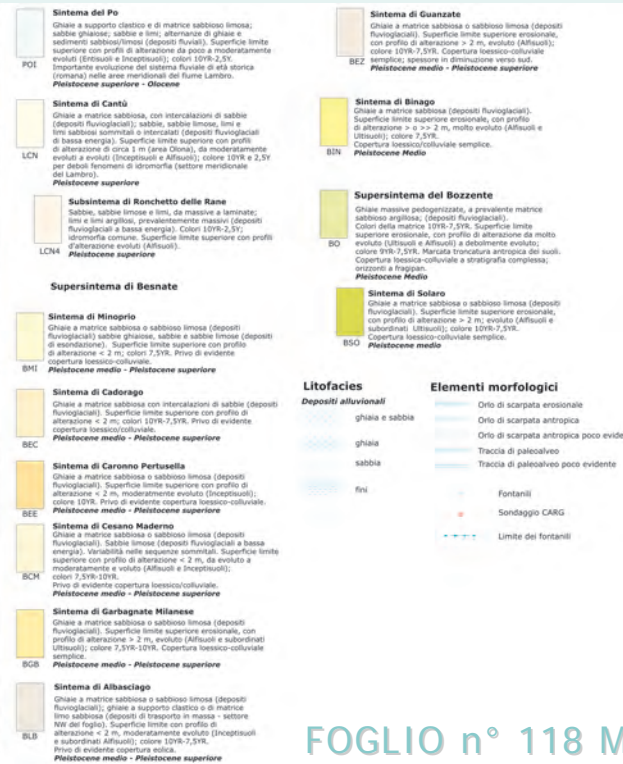 Sintema del Po
Ghiaie a supporto clastico e di matrice sabbioso limosa;
sabbie ghiaiose; sabbie e limi; alternanze di ghiaie e
sedimenti sabbiosi/limosi (depositi fluviali). Superficie limite
superiore con profili di alterazione da poco a moderatamente
evoluti (Entisuoli e Inceptisuoli); colori 10YR-2,5Y.
Importante evoluzione del sistema fluviale di età storica
(romana) nelle aree meridionali del fiume Lambro.
Pleistocene superiore - Olocene
POI
Sintema di Cantù
Ghiaie a matrice sabbiosa, con intercalazioni di sabbie
(depositi fluvioglaciali); sabbie, sabbie limose, limi e
limi sabbiosi sommitali o intercalati (depositi fluvioglaciali
di bassa energia). Superficie limite superiore con profili
di alterazione di circa 1 m (area Olona), da moderatamente
evoluti a evoluti (Inceptisuoli e Alfisuoli); colore 10YR e 2,5Y
per deboli fenomeni di idromorfia (settore meridionale
del Lambro).
Pleistocene superiore
LCN
Subsintema di Ronchetto delle Rane
Sabbie, sabbie limose e limi, da massive a laminate;
limi e limi argillosi, prevalentemente massivi (depositi
fluvioglaciali a bassa energia). Colori 10YR-2,5Y;
idromorfia comune. Superficie limite superiore con profili
d'alterazione evoluti (Alfisuoli).
Pleistocene superiore
LCN4
Supersintema di Besnate
Sintema di Minoprio
Ghiaie a matrice sabbiosa o sabbioso limosa (depositi
fluvioglaciali) sabbie ghiaiose, sabbie e sabbie limose (depositi
di esondazione). Superficie limite superiore con profilo
di alterazione < 2 m; colori 7,5YR. Privo di evidente
copertura loessico-colluviale.
Pleistocene medio - Pleistocene superiore
BMI
Sintema di Cadorago
Ghiaie a matrice sabbiosa con intercalazioni di sabbie (depositi
fluvioglaciali). Superficie limite superiore con profilo di
alterazione < 2 m; colori 10YR-7,5YR. Privo di evidente
copertura loessico/colluviale.
Pleistocene medio - Pleistocene superiore
BEC
Sintema di Caronno Pertusella
Ghiaie a matrice sabbiosa o sabbioso limosa (depositi
fluvioglaciali). Superficie limite superiore con profilo di
alterazione < 2 m, moderatmente evoluto (Inceptisuoli);
colore 10YR. Privo di evidente copertura loessico-colluviale.
Pleistocene medio - Pleistocene superiore
BEE
Sintema di Cesano Maderno
Ghiaie a matrice sabbiosa o sabbioso limosa (depositi
fluvioglaciali). Sabbie limose (depositi fluvioglaciali a bassa
energia). Variabilità nelle sequenze sommitali. Superficie limite
superiore con profilo di alterazione < 2 m, da evoluto a
moderatamente e voluto (Alfisuoli e Inceptisuoli);
colori 7,5YR-10YR.
Privo di evidente copertura loessico/colluviale.
Pleistocene medio - Pleistocene superiore
BCM
Sintema di Garbagnate Milanese
Ghiaie a matrice sabbiosa o sabbioso limosa (depositi
fluvioglaciali). Superficie limite superiore erosionale, con
profilo di alterazione > 2 m, evoluto (Alfisuoli e subordinati
Ultisuoli); colore 7,5YR-10YR. Copertura loessico-colluviale
semplice.
Pleistocene medio - Pleistocene superiore
BGB
Sintema di Albasciago
Ghiaie a matrice sabbiosa o sabbioso limosa (depositi
fluvioglaciali); ghiaie a supporto clastico o di matrice
limo sabbiosa (depositi di trasporto in massa - settore
NW del foglio). Superficie limite con profilo di
alterazione < 2 m, moderatamente evoluto (Inceptisuoli
e subordinati Alfisuoli); colore 10YR-7,5YR.
Privo di evidente copertura eolica.
Pleistocene medio - Pleistocene superiore
BLB
Sintema di Guanzate
Ghiaie a matrice sabbiosa o sabbioso limosa (depositi
fluvioglaciali). Superficie limite superiore erosionale,
con profilo di alterazione > 2 m, evoluto (Alfisuoli);
colore 10YR-7,5YR. Copertura loessico-colluviale
semplice; spessore in diminuzione verso sud.
Pleistocene medio - Pleistocene superiore
BEZ
Sintema di Binago
Ghiaie a matrice sabbiosa (depositi fluvioglaciali).
Superficie limite superiore erosionale, con profilo
di alterazione > o >> 2 m, molto evoluto (Alfisuoli e
Ultisuoli); colore 7,5YR.
Copertura loessico/colluviale semplice.
Pleistocene Medio
BIN
Supersintema del Bozzente
Ghiaie massive pedogenizzate, a prevalente matrice
sabbioso argillosa; (depositi fluvioglaciali).
Colori della matrice 10YR-7,5YR. Superficie limite
superiore erosionale, con profilo di alterazione da molto
evoluto (Ultisuoli e Alfisuoli) a debolmente evoluto;
colore 9YR-7,5YR. Marcata troncatura antropica dei suoli.
Copertura loessica-colluviale a stratigrafia complessa;
orizzonti a fragipan.
Pleistocene Medio
BO
Sintema di Solaro
Ghiaie a matrice sabbiosa o sabbioso limosa (depositi
fluvioglaciali). Superficie limite superiore erosionale,
con profilo di alterazione > 2 m; evoluto (Alfisuoli e
subordinati Ultisuoli); colore 7,5YR.
Copertura loessico-colluviale semplice.
Pleistocene medio
BSO
Litofacies
Depositi alluvionali
ghiaia e sabbia
ghiaia
sabbia
fini
Elementi morfologici
Orlo di scarpata erosionale
Orlo di scarpata antropica
Orlo di scarpata antropica poco evide
Traccia di paleoalveo
Traccia di paleoalveo poco evidente
Fontanili
Sondaggio CARG
Limite dei fontanili
FOGLIO n° 118 M